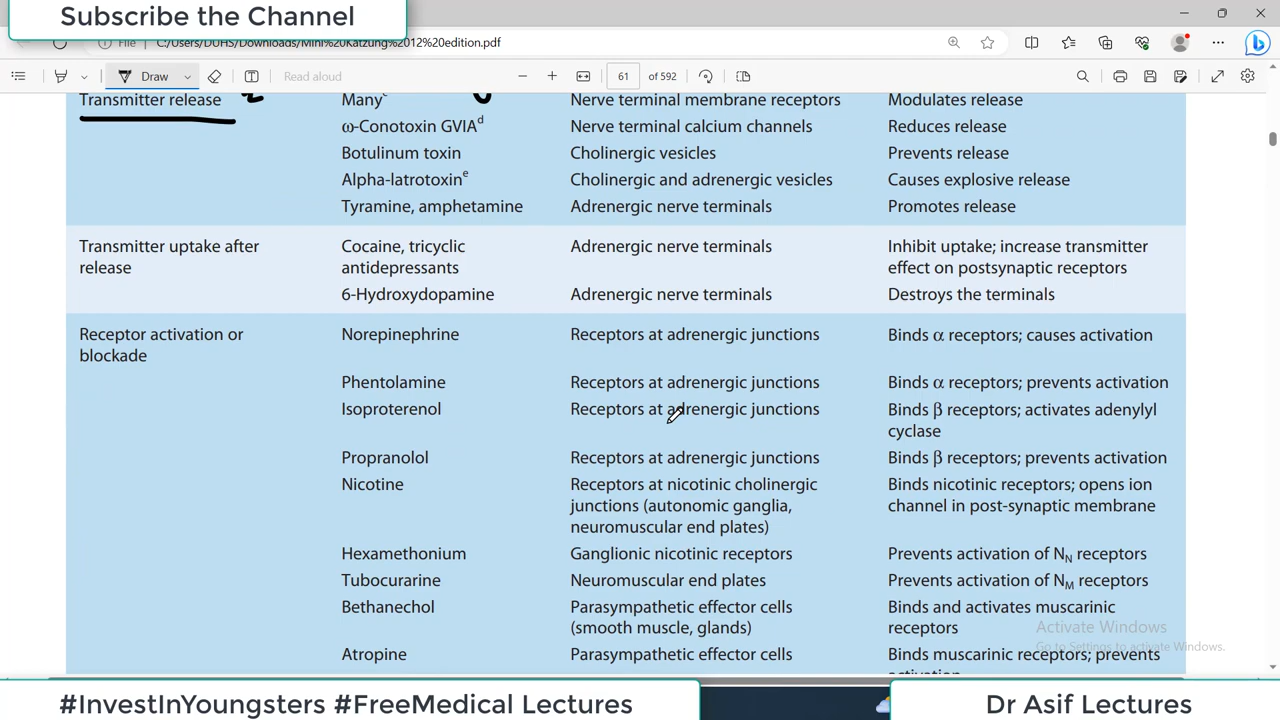 Subscribe the Channel
File C:/Users/DUHS/Downloads/Mini%20Katzung%2012%20edition.pdf
Draw Read aloud 61 of 592
Transmitter release Many^c Nerve terminal membrane receptors Modulates release
ω-Conotoxin GVIA^d Nerve terminal calcium channels Reduces release
Botulinum toxin Cholinergic vesicles Prevents release
Alpha-latrotoxin^e Cholinergic and adrenergic vesicles Causes explosive release
Tyramine, amphetamine Adrenergic nerve terminals Promotes release
Transmitter uptake after Cocaine, tricyclic Adrenergic nerve terminals Inhibit uptake; increase transmitter
release antidepressants effect on postsynaptic receptors
6-Hydroxydopamine Adrenergic nerve terminals Destroys the terminals
Receptor activation or Norepinephrine Receptors at adrenergic junctions Binds α receptors; causes activation
blockade
Phentolamine Receptors at adrenergic junctions Binds α receptors; prevents activation
Isoproterenol Receptors at adrenergic junctions Binds β receptors; activates adenylyl
cyclase
Propranolol Receptors at adrenergic junctions Binds β receptors; prevents activation
Nicotine Receptors at nicotinic cholinergic Binds nicotinic receptors; opens ion
junctions (autonomic ganglia, channel in post-synaptic membrane
neuromuscular end plates)
Hexamethonium Ganglionic nicotinic receptors Prevents activation of N_N receptors
Tubocurarine Neuromuscular end plates Prevents activation of N_M receptors
Bethanechol Parasympathetic effector cells Binds and activates muscarinic
(smooth muscle, glands) receptors
Activate Windows
Go to Settings to activate Windows.
Atropine Parasympathetic effector cells Binds muscarinic receptors; prevents
#InvestInYoungsters #FreeMedical Lectures
Dr Asif Lectures